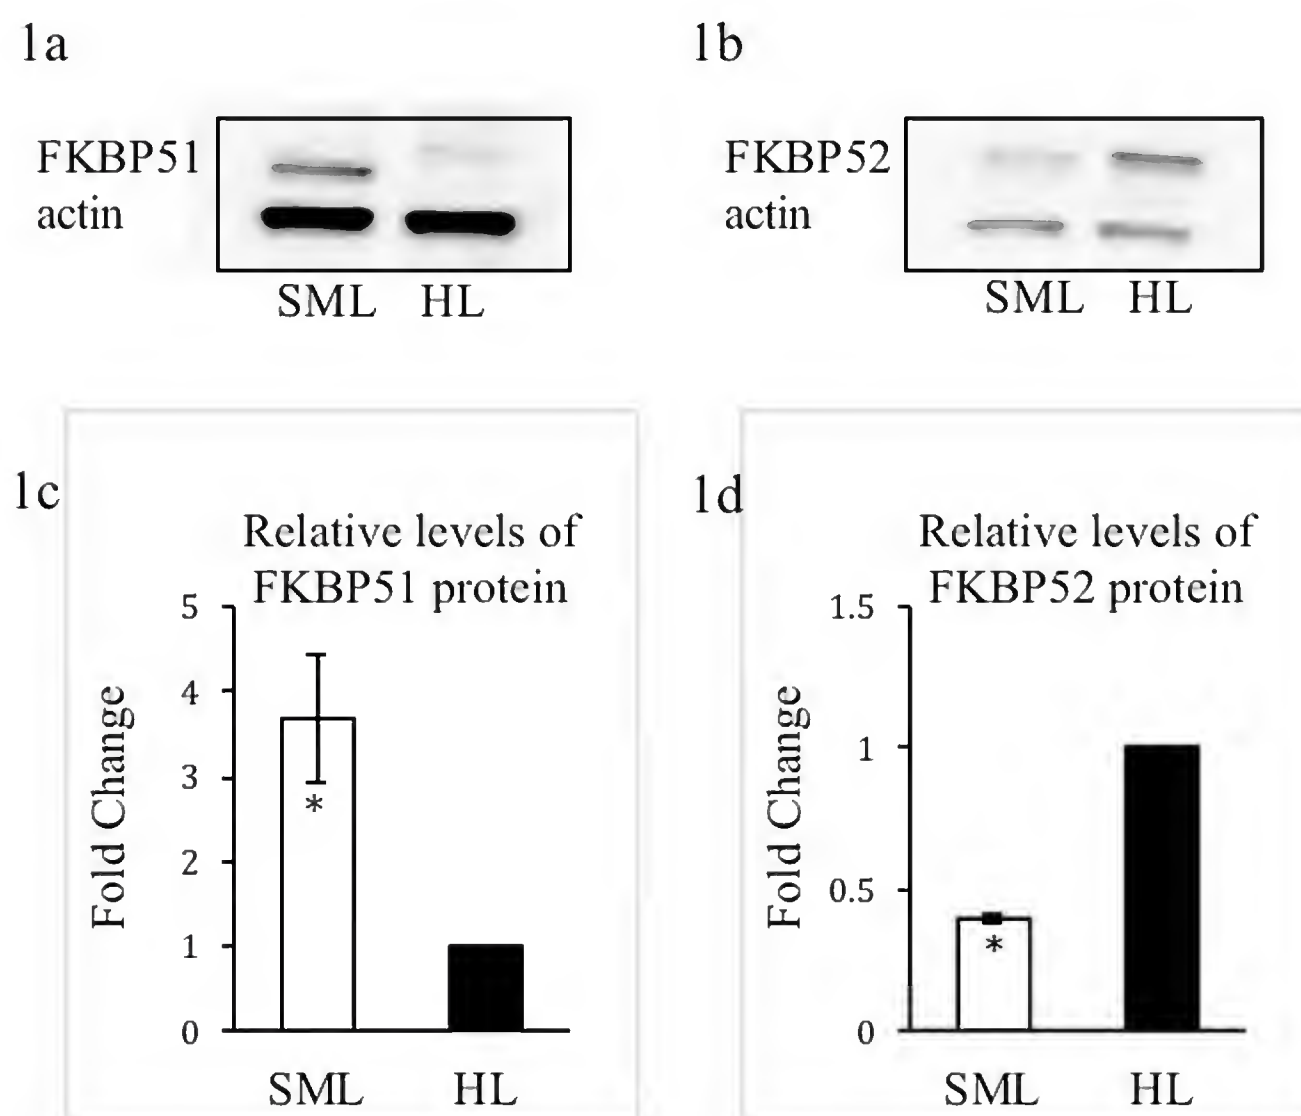 1a
FKBP51
actin
SML HL
1b
FKBP52
actin
SML HL
1c
Relative levels of
FKBP51 protein
Fold Change
5
4
3
2
1
0
*
SML HL
1d
Relative levels of
FKBP52 protein
Fold Change
1.5
1
0.5
0
*
SML HL